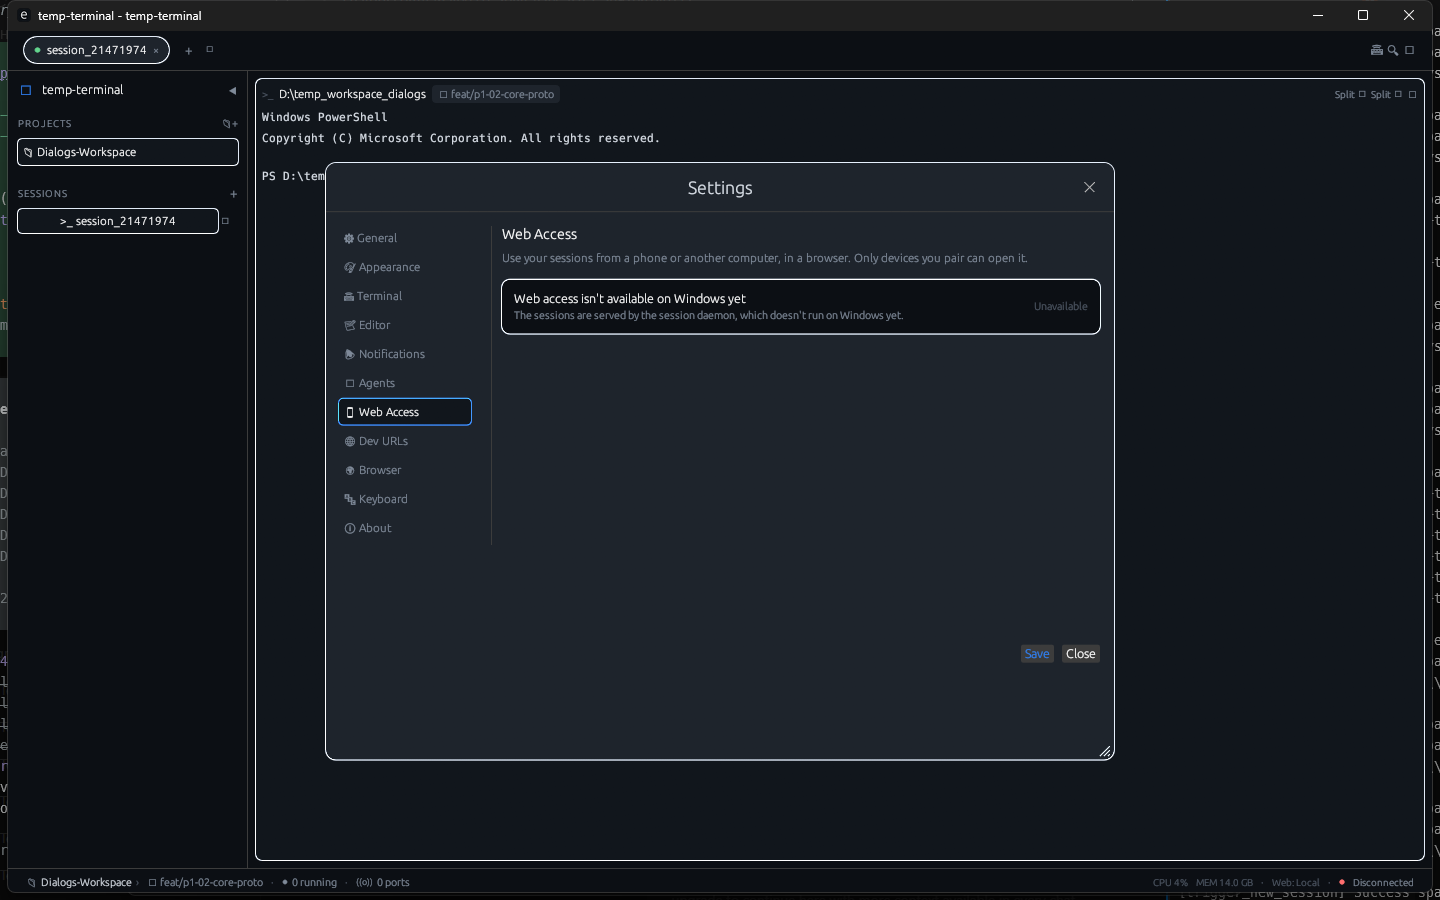 temp-terminal - temp-terminal
session_21471974
temp-terminal
PROJECTS
Dialogs-Workspace
SESSIONS
>_ session_21471974
>_ D:\temp_workspace_dialogs feat/p1-02-core-proto
Split Split
Windows PowerShell
Copyright (C) Microsoft Corporation. All rights reserved.
PS D:\tem
Settings
General
Appearance
Terminal
Editor
Notifications
Agents
Web Access
Dev URLs
Browser
Keyboard
About
Web Access
Use your sessions from a phone or another computer, in a browser. Only devices you pair can open it.
Web access isn't available on Windows yet
The sessions are served by the session daemon, which doesn't run on Windows yet.
Unavailable
Save Close
Dialogs-Workspace › feat/p1-02-core-proto · 0 running · ((o)) 0 ports
CPU 4% MEM 14.0 GB · Web: Local · Disconnected